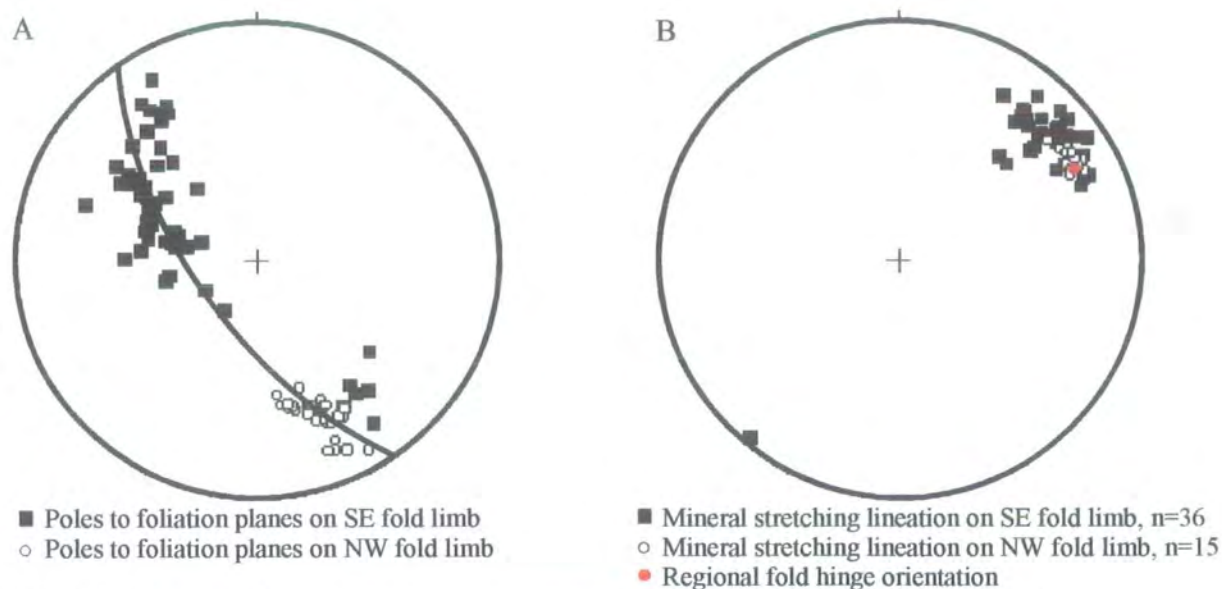 A
B
■ Poles to foliation planes on SE fold limb
○ Poles to foliation planes on NW fold limb
■ Mineral stretching lineation on SE fold limb, n=36
○ Mineral stretching lineation on NW fold limb, n=15
● Regional fold hinge orientation